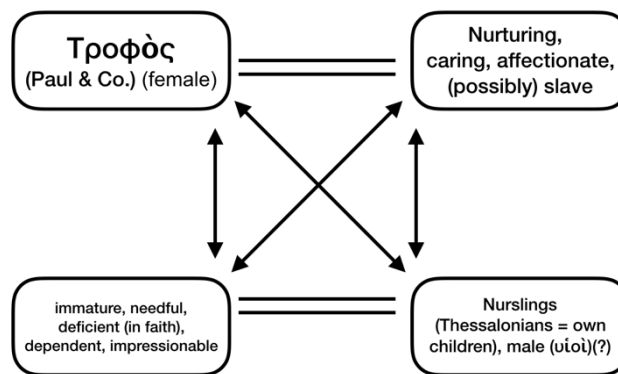 Τροφὸς
(Paul & Co.) (female)
Nurturing,
caring, affectionate,
(possibly) slave
immature, needful,
deficient (in faith),
dependent, impressionable
Nurslings
(Thessalonians = own
children), male (υἱοὶ)(?)